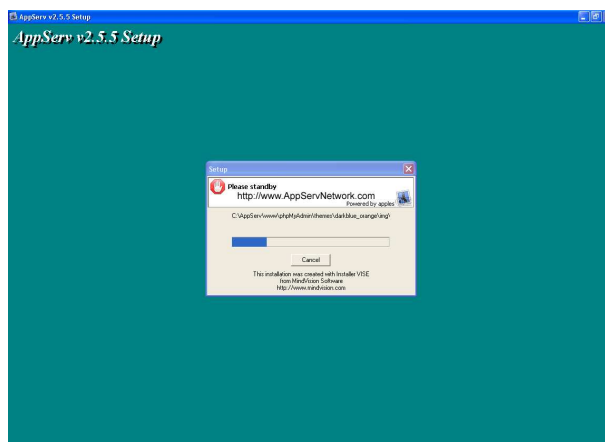 AppServ v2.5.5 Setup
AppServ v2.5.5 Setup
Setup
Please standby
http://www.AppServNetwork.com
Powered by apples
C:\AppServ\www\phpMyAdmin\themes\darkblue_orange\img\
Cancel
This installation was created with Installer VISE
from MindVision Software
http://www.mindvision.com